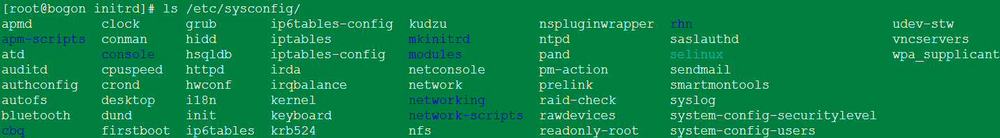 [root@bogon initrd]# ls /etc/sysconfig/
apmd clock grub ip6tables-config kudzu nspluginwrapper rhn udev-stw
apm-scripts conman hidd iptables mkinitrd ntpd saslauthd vncservers
atd console hsqldb iptables-config modules pand selinux wpa_supplicant
auditd cpuspeed httpd irda netconsole pm-action sendmail
authconfig crond hwconf irqbalance network prelink smartmontools
autofs desktop i18n kernel networking raid-check syslog
bluetooth dund init keyboard network-scripts rawdevices system-config-securitylevel
cbq firstboot ip6tables krb524 nfs readonly-root system-config-users